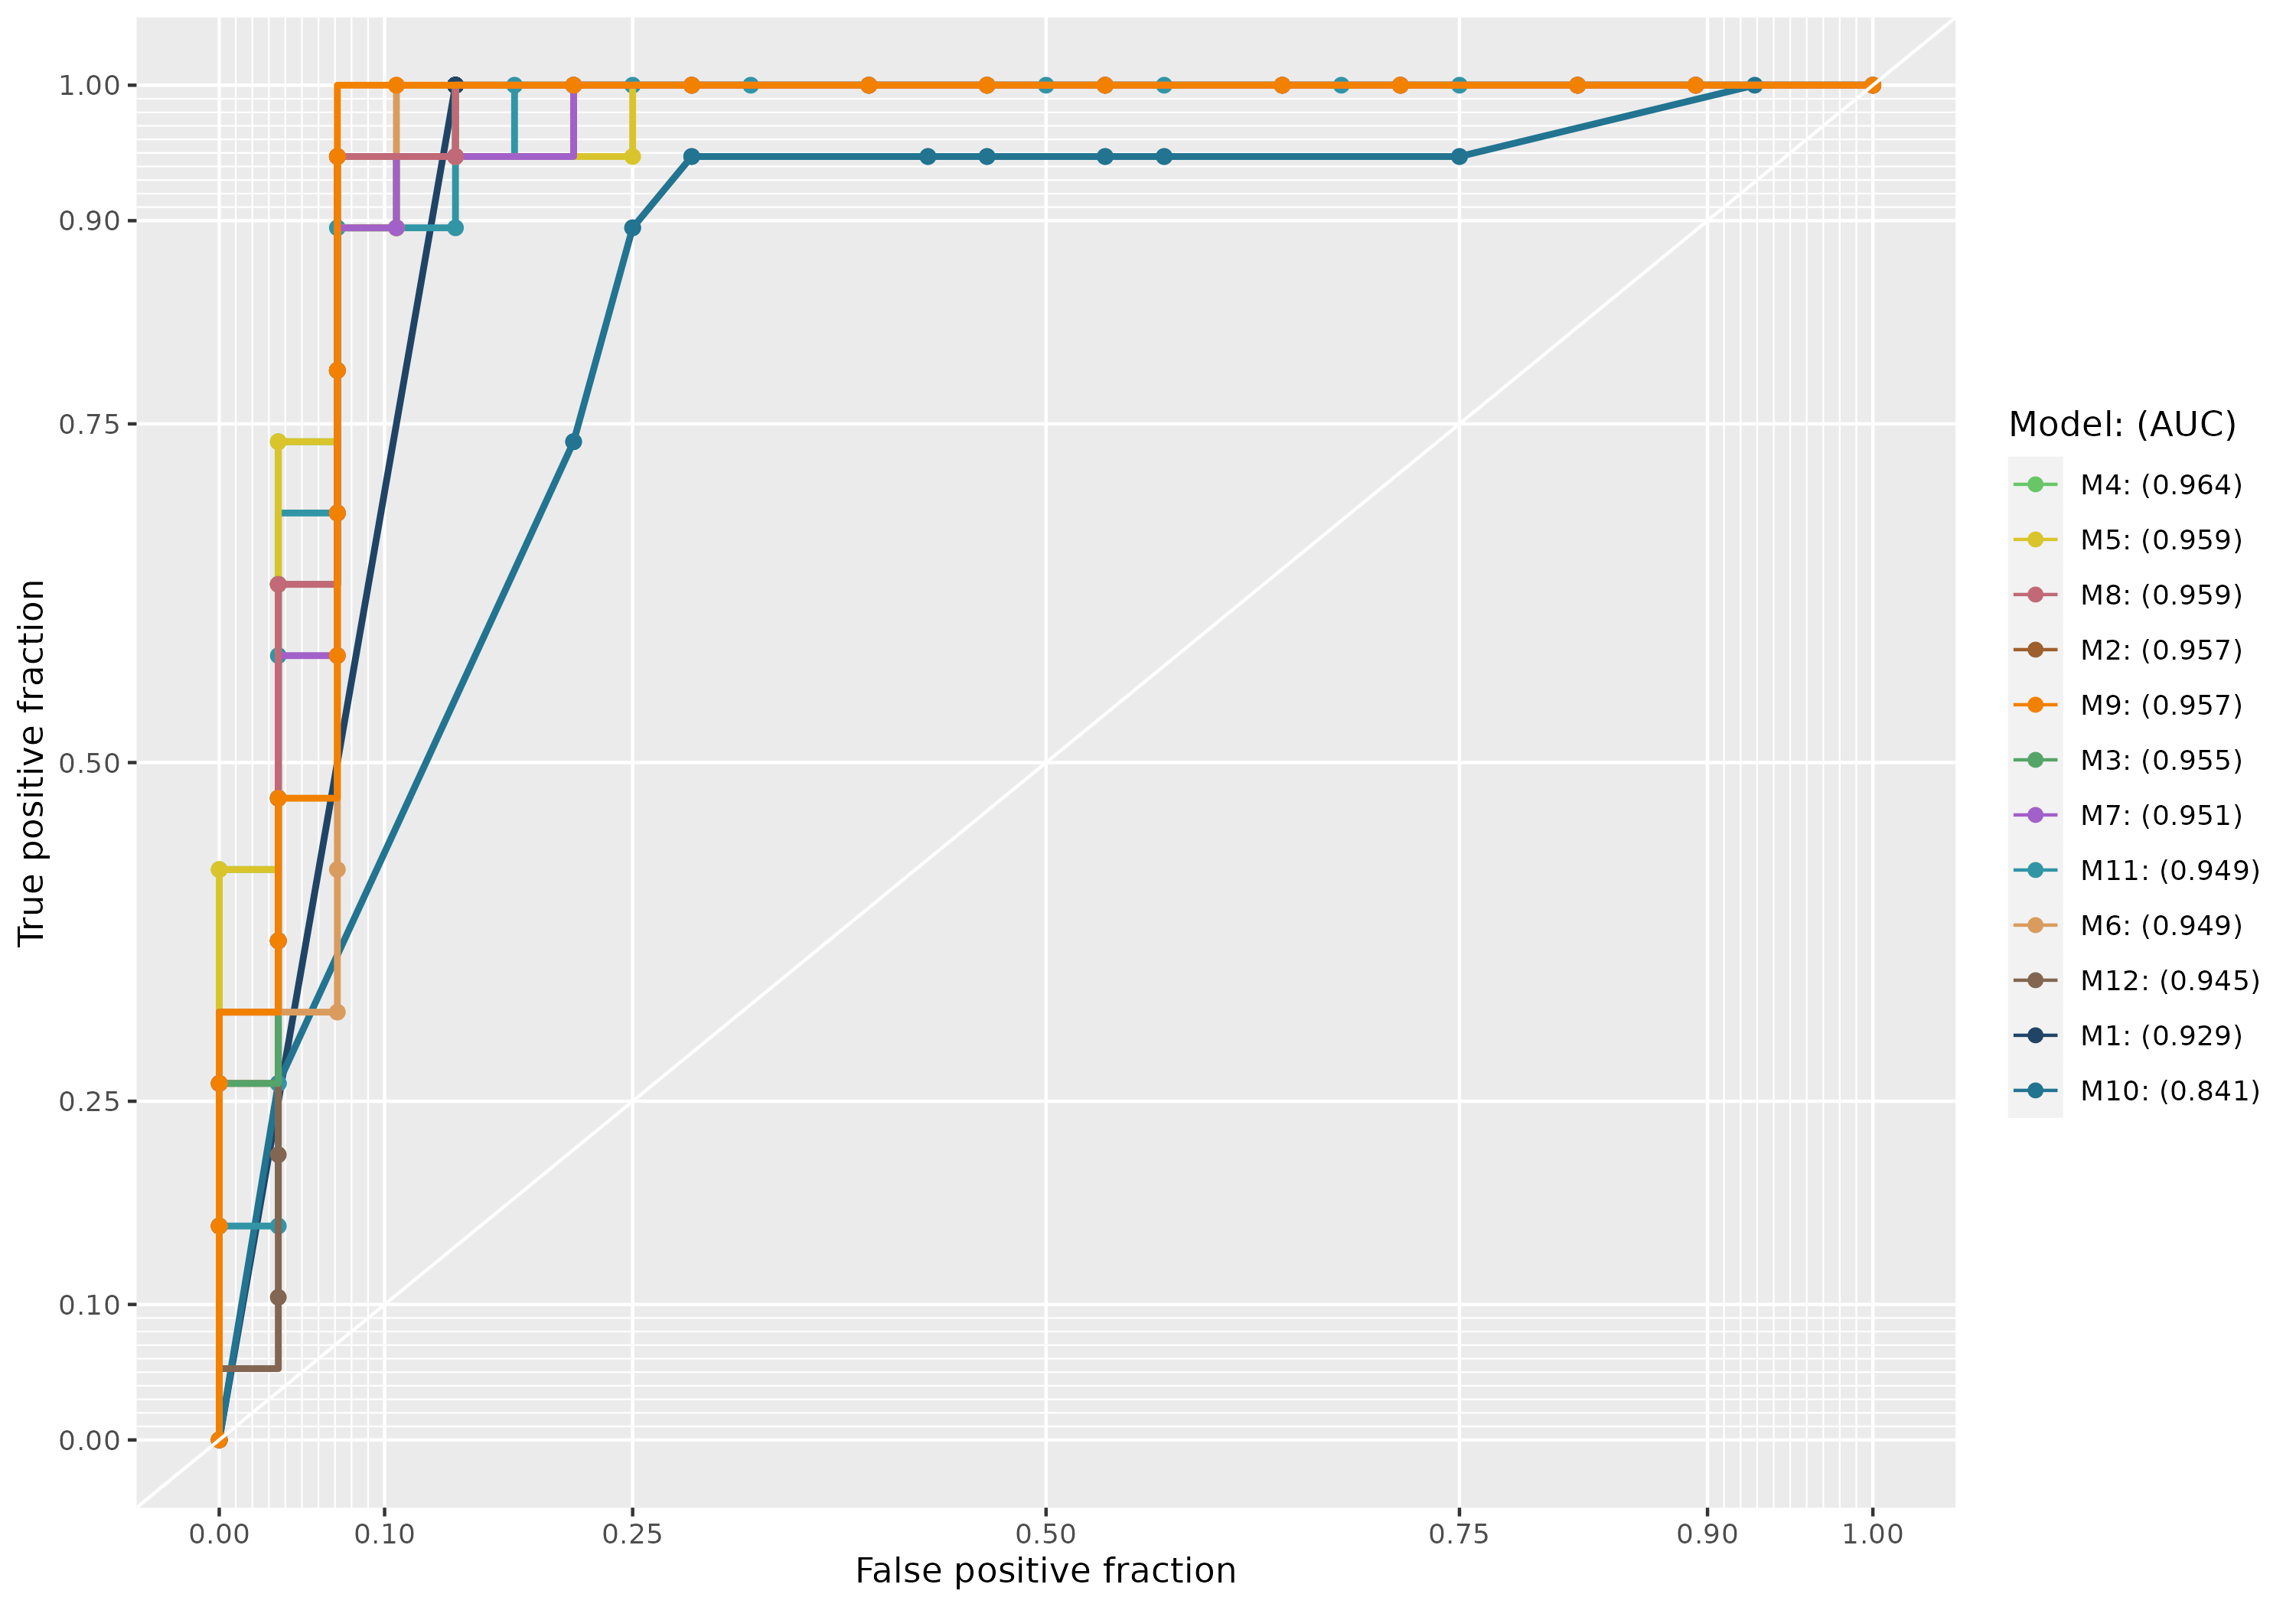 1.00
0.90
0.75
0.50
0.25
0.10
0.00
True positive fraction
0.00 0.10 0.25 0.50 0.75 0.90 1.00
False positive fraction
Model: (AUC)
M4: (0.964)
M5: (0.959)
M8: (0.959)
M2: (0.957)
M9: (0.957)
M3: (0.955)
M7: (0.951)
M11: (0.949)
M6: (0.949)
M12: (0.945)
M1: (0.929)
M10: (0.841)